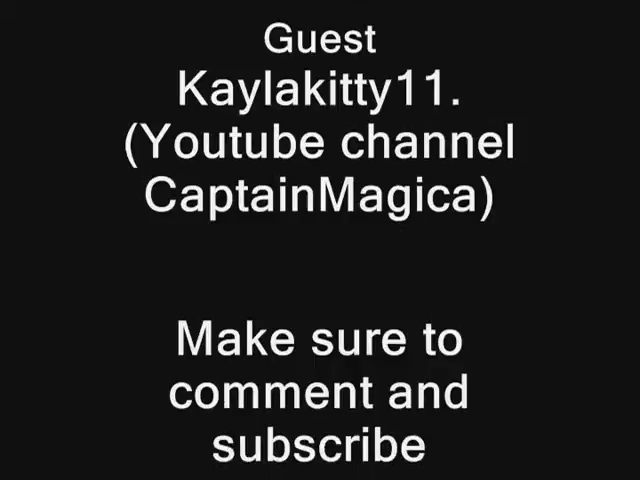 Guest
Kaylakitty11.
(Youtube channel
CaptainMagica)
Make sure to
comment and
subscribe